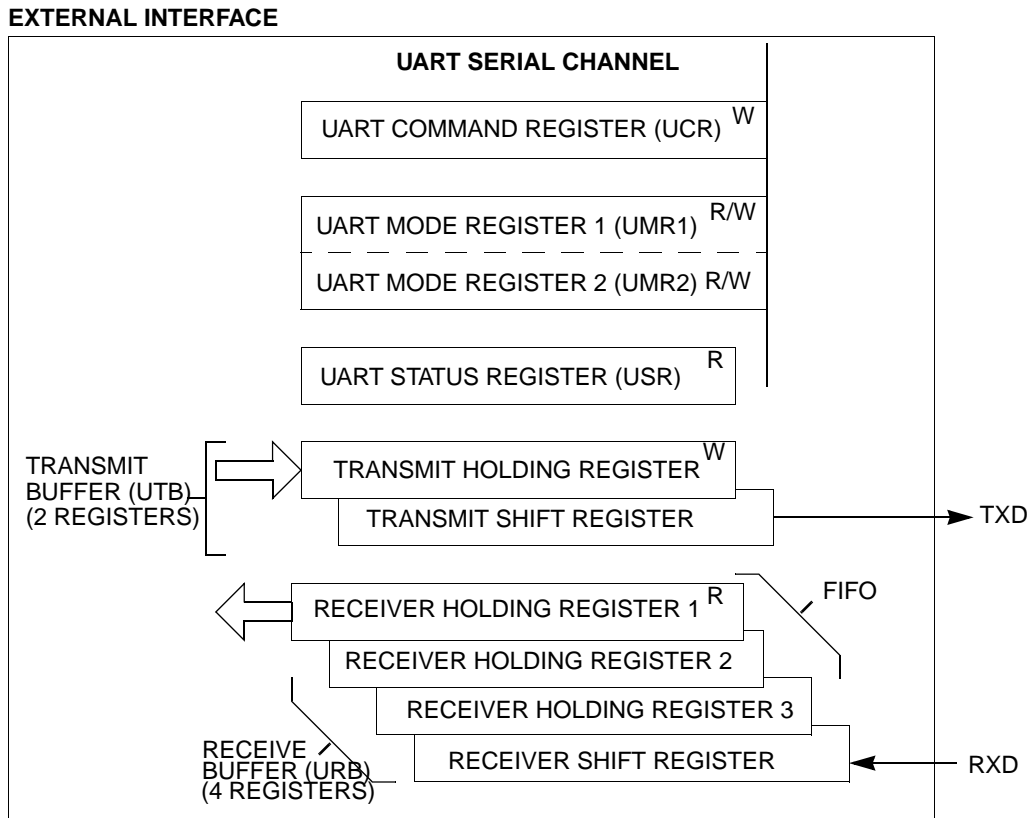 EXTERNAL INTERFACE
UART SERIAL CHANNEL
UART COMMAND REGISTER (UCR) W
UART MODE REGISTER 1 (UMR1) R/W
UART MODE REGISTER 2 (UMR2) R/W
UART STATUS REGISTER (USR) R
TRANSMIT
BUFFER (UTB)
(2 REGISTERS)
TRANSMIT HOLDING REGISTER W
TRANSMIT SHIFT REGISTER
TXD
RECEIVER HOLDING REGISTER 1 R
FIFO
RECEIVER HOLDING REGISTER 2
RECEIVER HOLDING REGISTER 3
RECEIVER SHIFT REGISTER
RECEIVE
BUFFER (URB)
(4 REGISTERS)
RXD